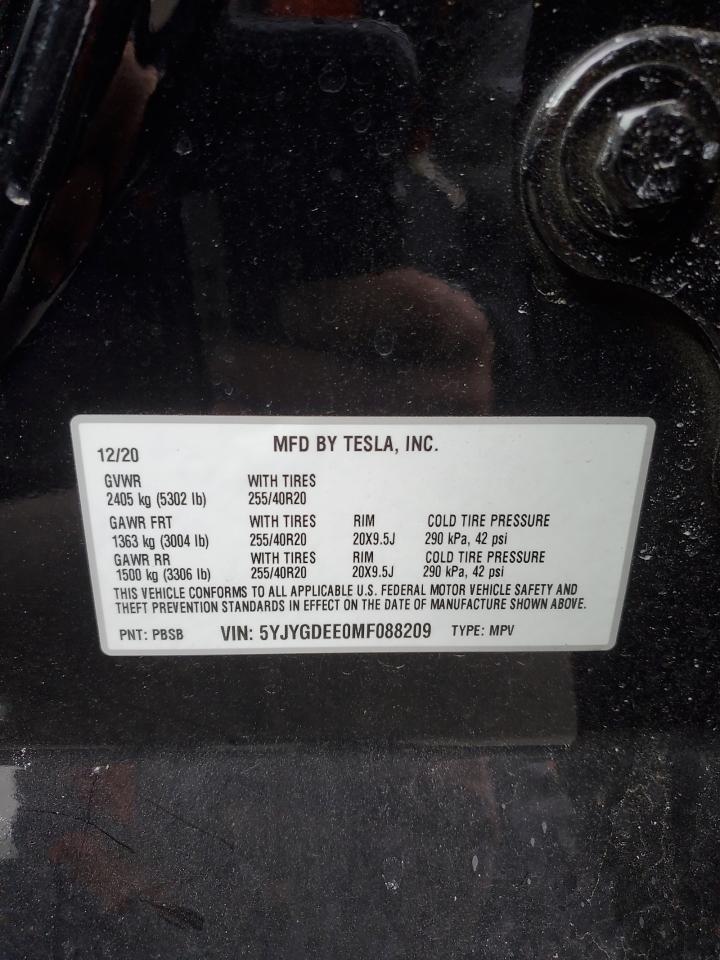 MFD BY TESLA, INC.
12/20
GVWR WITH TIRES
2405 kg (5302 lb) 255/40R20
GAWR FRT WITH TIRES RIM COLD TIRE PRESSURE
1363 kg (3004 lb) 255/40R20 20X9.5J 290 kPa, 42 psi
GAWR RR WITH TIRES RIM COLD TIRE PRESSURE
1500 kg (3306 lb) 255/40R20 20X9.5J 290 kPa, 42 psi
THIS VEHICLE CONFORMS TO ALL APPLICABLE U.S. FEDERAL MOTOR VEHICLE SAFETY AND
THEFT PREVENTION STANDARDS IN EFFECT ON THE DATE OF MANUFACTURE SHOWN ABOVE.
PNT: PBSB VIN: 5YJYGDEE0MF088209 TYPE: MPV